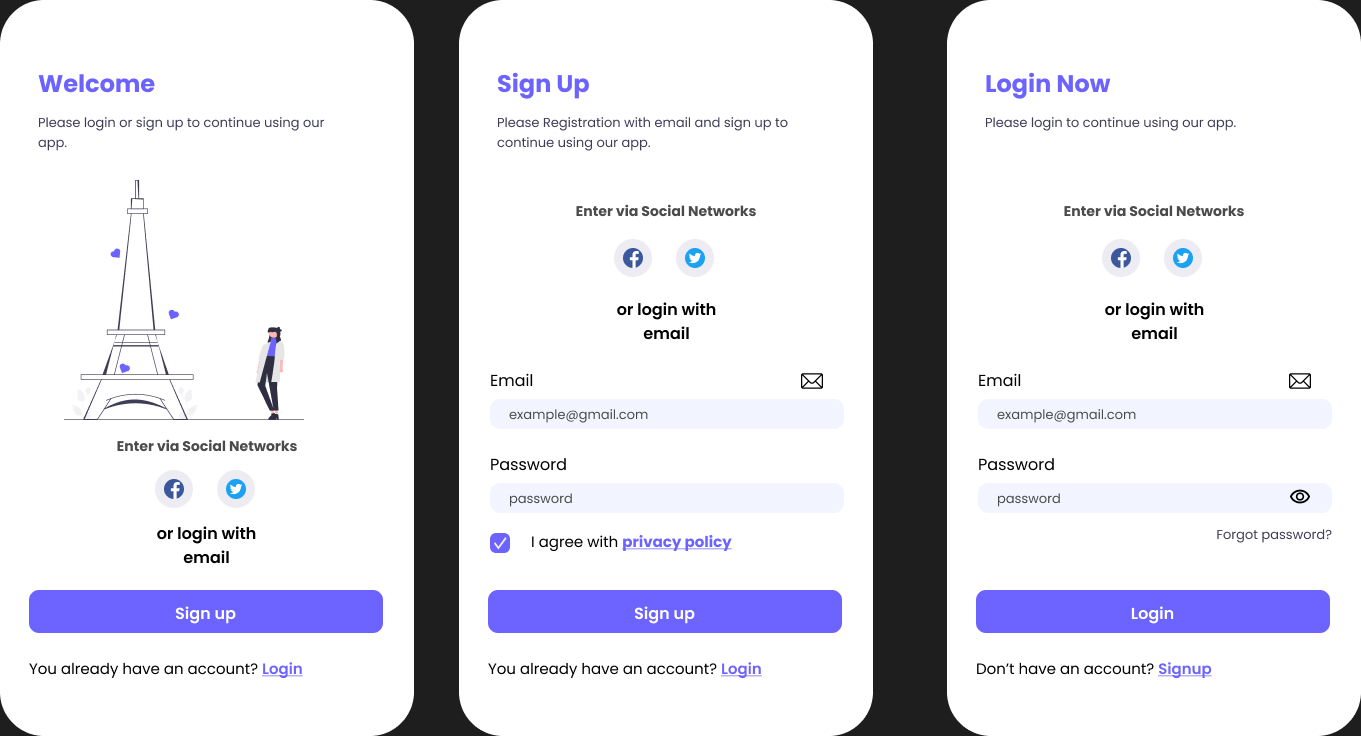 Welcome
Please login or sign up to continue using our
app.
Enter via Social Networks
or login with
email
Sign up
You already have an account? Login
Sign Up
Please Registration with email and sign up to
continue using our app.
Enter via Social Networks
or login with
email
Email
example@gmail.com
Password
password
I agree with privacy policy
Sign up
You already have an account? Login
Login Now
Please login to continue using our app.
Enter via Social Networks
or login with
email
Email
example@gmail.com
Password
password
Forgot password?
Login
Don’t have an account? Signup